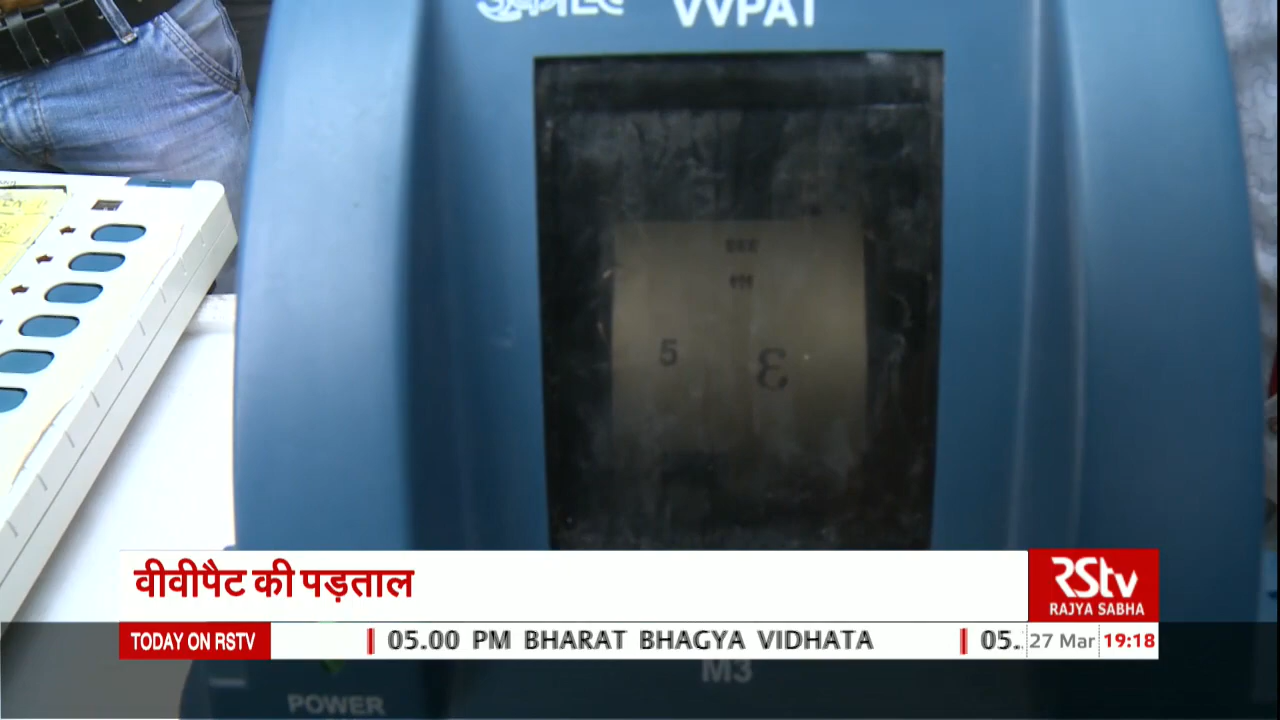 VVPAT
5
वीवीपैट की पड़ताल
RStv
RAJYA SABHA
TODAY ON RSTV
05.00 PM BHARAT BHAGYA VIDHATA
05..
27 Mar
19:18
M3
POWER